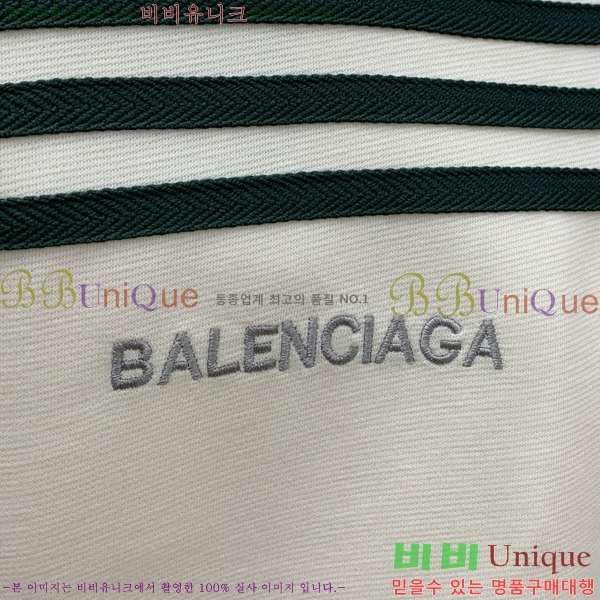 비비유니크
BBUniQue 동종업계 최고의 품질 NO.1 BBUniQue
BALENCIAGA
비비 Unique
-본 이미지는 비비유니크에서 촬영한 100% 실사 이미지 입니다.-
믿을수 있는 명품구매대행